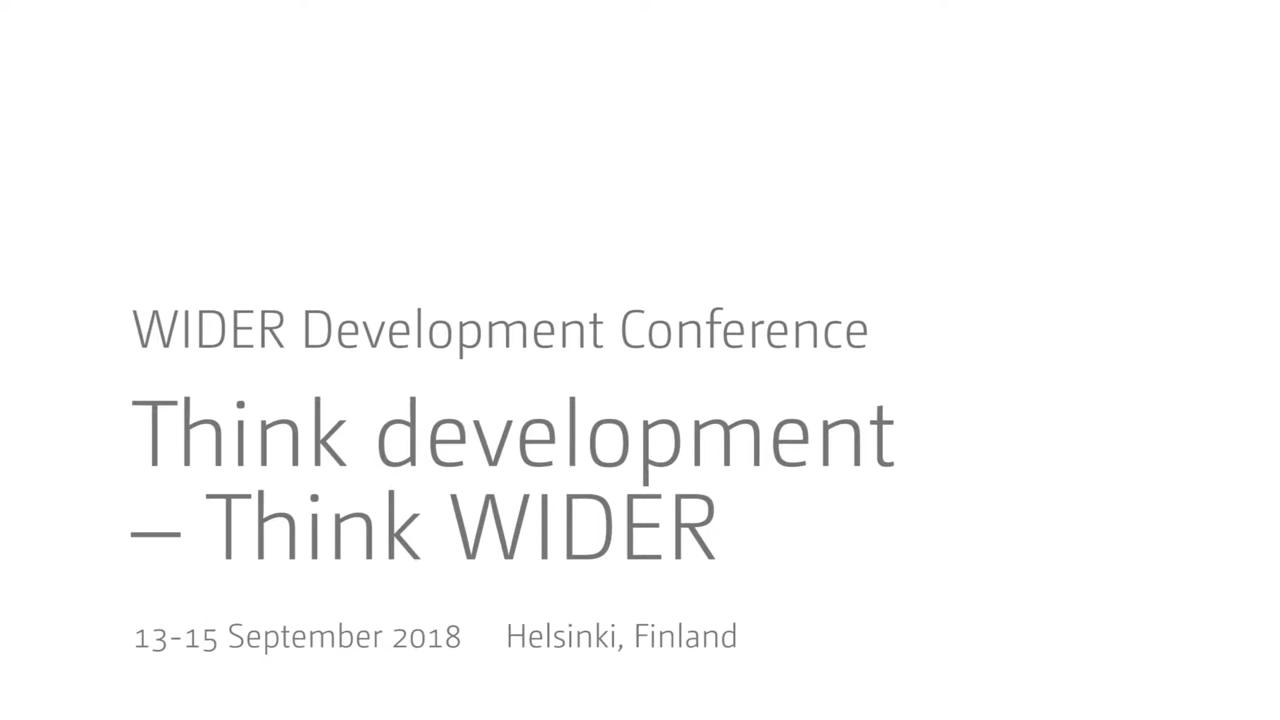 WIDER Development Conference
Think development
– Think WIDER
13-15 September 2018 Helsinki, Finland